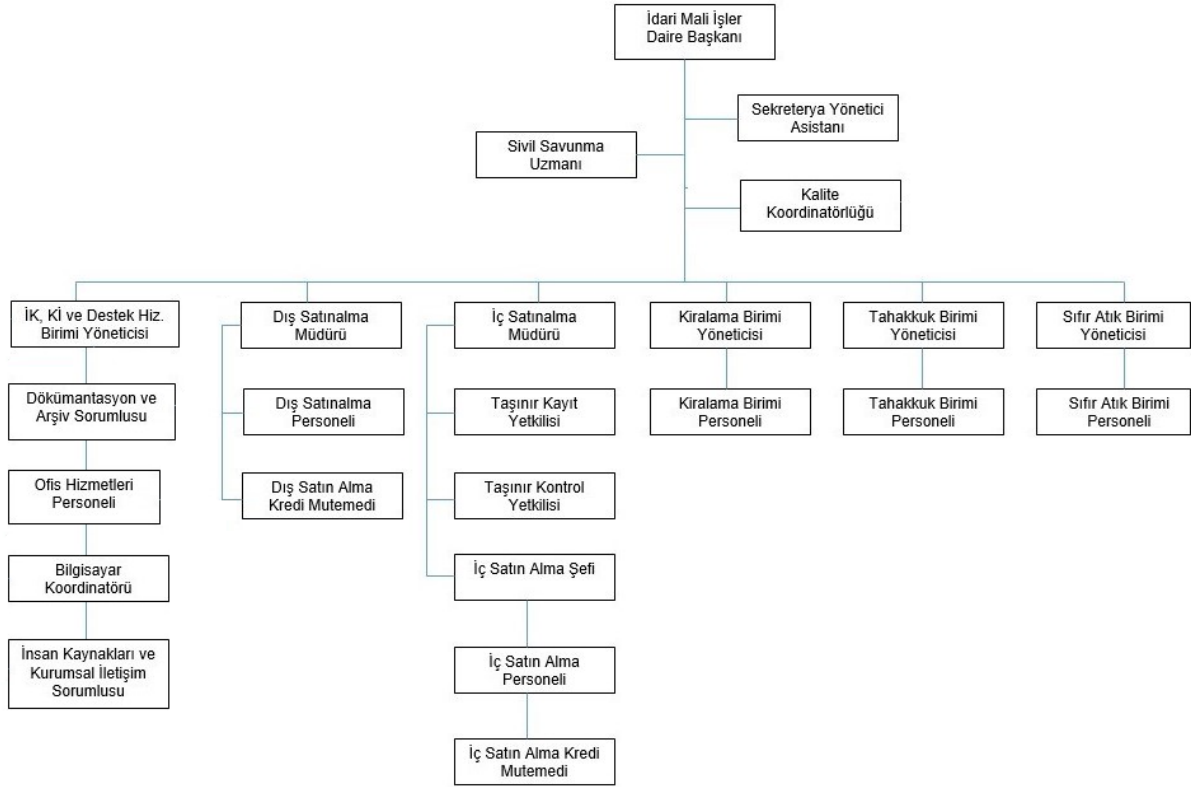 İdari Mali İşler
Daire Başkanı
Sekreterya Yönetici
Asistanı
Sivil Savunma
Uzmanı
Kalite
Koordinatörlüğü
İK, Kİ ve Destek Hiz.
Birimi Yöneticisi
Dış Satınalma
Müdürü
İç Satınalma
Müdürü
Kiralama Birimi
Yöneticisi
Tahakkuk Birimi
Yöneticisi
Sıfır Atık Birimi
Yöneticisi
Dökümantasyon ve
Arşiv Sorumlusu
Dış Satınalma
Personeli
Taşınır Kayıt
Yetkilisi
Kiralama Birimi
Personeli
Tahakkuk Birimi
Personeli
Sıfır Atık Birimi
Personeli
Ofis Hizmetleri
Personeli
Dış Satın Alma
Kredi Mutemedi
Taşınır Kontrol
Yetkilisi
Bilgisayar
Koordinatörü
İç Satın Alma Şefi
İnsan Kaynakları ve
Kurumsal İletişim
Sorumlusu
İç Satın Alma
Personeli
İç Satın Alma Kredi
Mutemedi